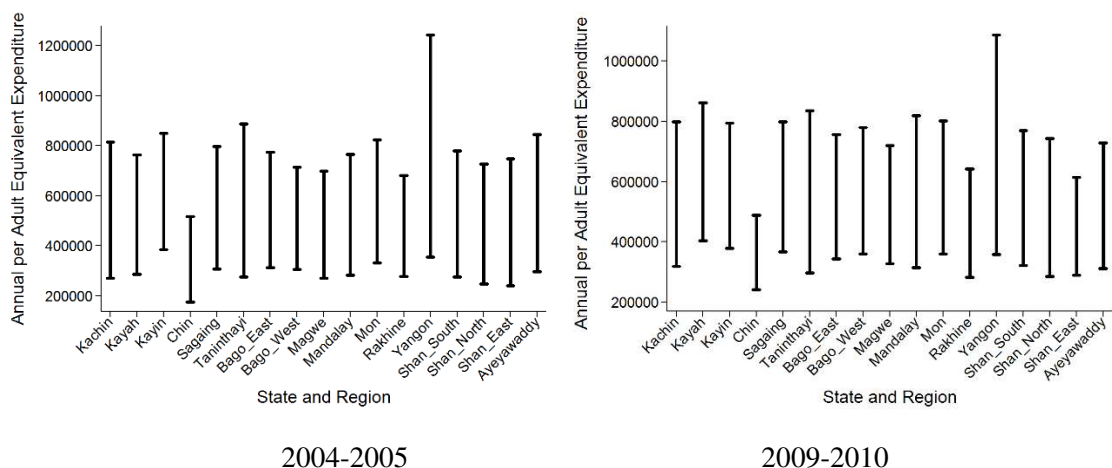 Annual per Adult Equivalent Expenditure
1200000
1000000
800000
600000
400000
200000
Kachin
Kayah
Kayin
Chin
Sagaing
Taninthayi
Bago_East
Bago_West
Magwe
Mandalay
Mon
Rakhine
Yangon
Shan_South
Shan_North
Shan_East
Ayeyawaddy
State and Region
2004-2005
Annual per Adult Equivalent Expenditure
1000000
800000
600000
400000
200000
Kachin
Kayah
Kayin
Chin
Sagaing
Taninthayi
Bago_East
Bago_West
Magwe
Mandalay
Mon
Rakhine
Yangon
Shan_South
Shan_North
Shan_East
Ayeyawaddy
State and Region
2009-2010